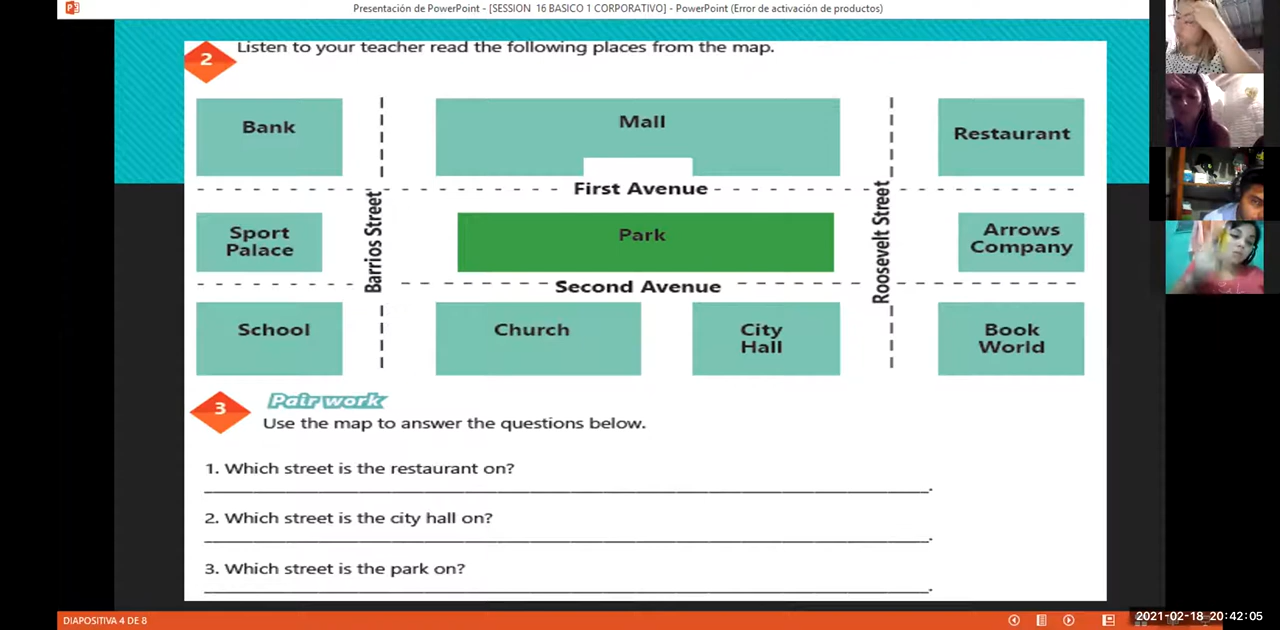 Presentación de PowerPoint - [SESSION 16 BASICO 1 CORPORATIVO] - PowerPoint (Error de activación de productos)
2 Listen to your teacher read the following places from the map.
Bank
Mall
Restaurant
First Avenue
Barrios Street
Roosevelt Street
Sport
Palace
Park
Arrows
Company
Second Avenue
School
Church
City
Hall
Book
World
3 Pair work
Use the map to answer the questions below.
1. Which street is the restaurant on?
2. Which street is the city hall on?
3. Which street is the park on?
DIAPOSITIVA 4 DE 8
2021-02-18 20:42:05